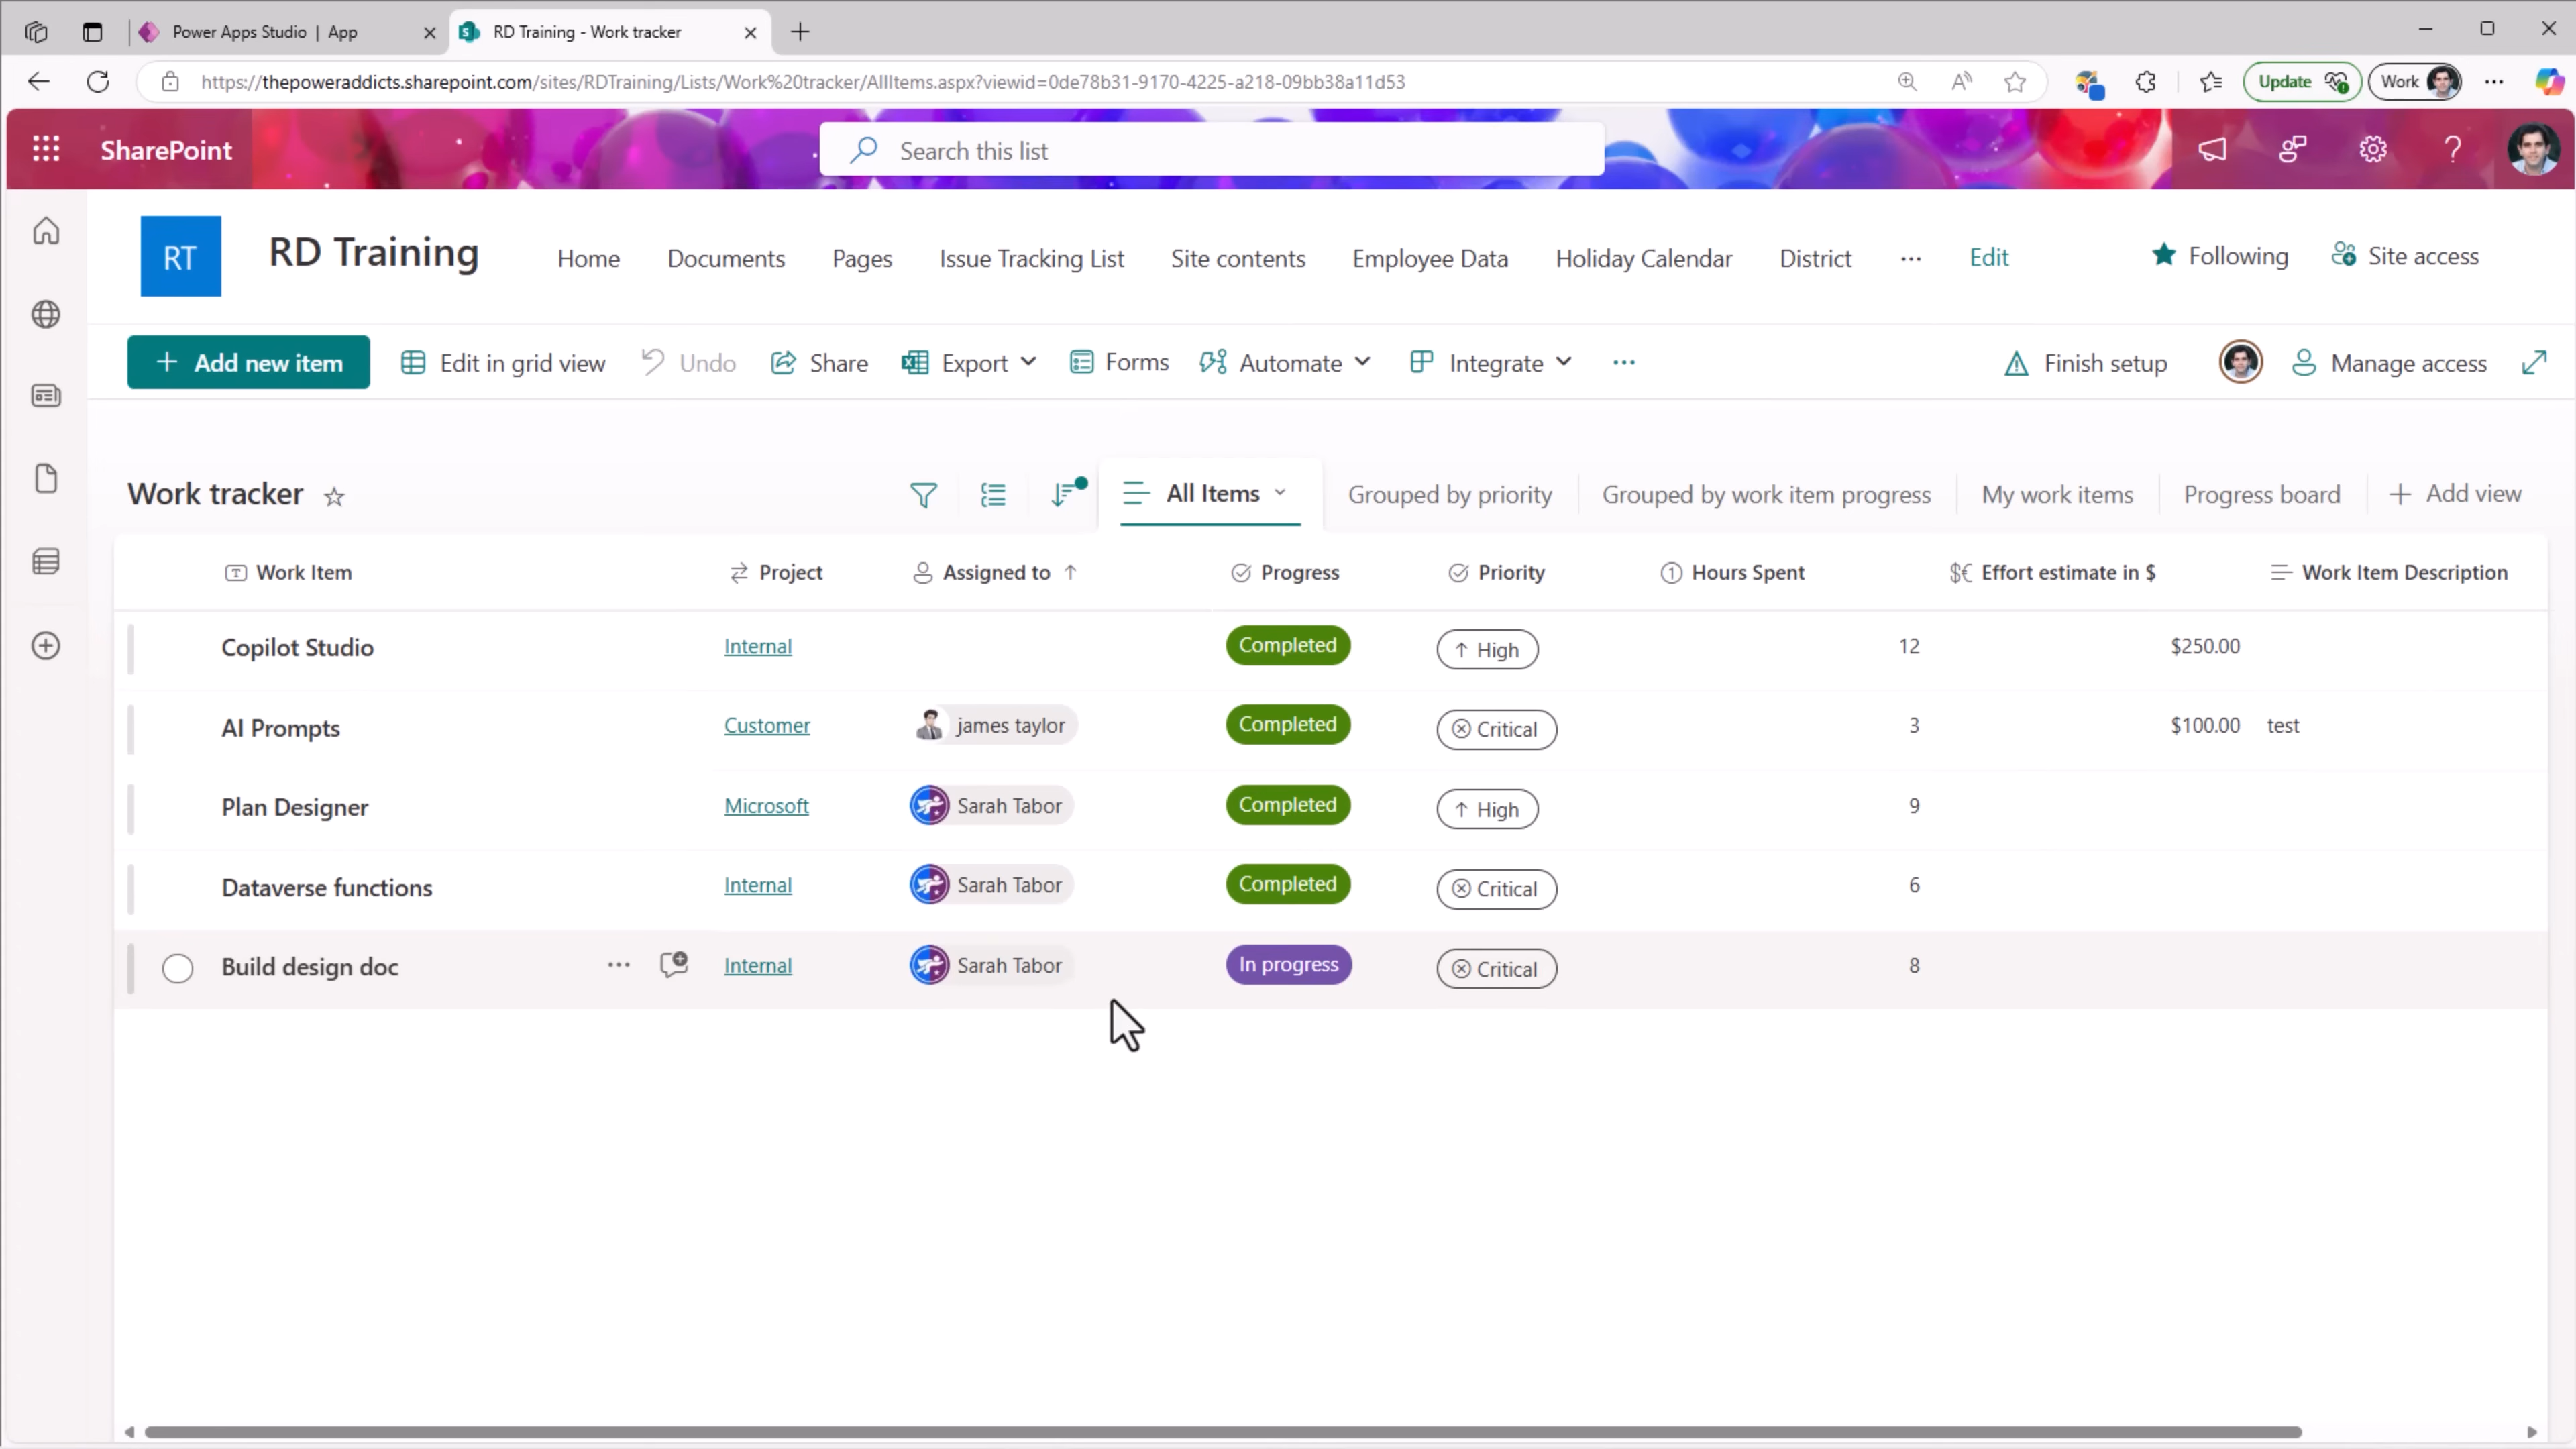 Power Apps Studio | App
RD Training - Work tracker
https://thepoweraddicts.sharepoint.com/sites/RDTraining/Lists/Work%20tracker/AllItems.aspx?viewid=0de78b31-9170-4225-a218-09bb38a11d53
Update
Work
SharePoint
Search this list
RT
RD Training
Home Documents Pages Issue Tracking List Site contents Employee Data Holiday Calendar District ··· Edit
Following Site access
+ Add new item Edit in grid view Undo Share Export Forms Automate Integrate ··· Finish setup Manage access
Work tracker
All Items Grouped by priority Grouped by work item progress My work items Progress board + Add view
Work Item Project Assigned to ↑ Progress Priority Hours Spent $€ Effort estimate in $ Work Item Description
Copilot Studio Internal Completed ↑ High 12 $250.00
AI Prompts Customer james taylor Completed Critical 3 $100.00 test
Plan Designer Microsoft Sarah Tabor Completed ↑ High 9
Dataverse functions Internal Sarah Tabor Completed Critical 6
Build design doc ··· Internal Sarah Tabor In progress Critical 8